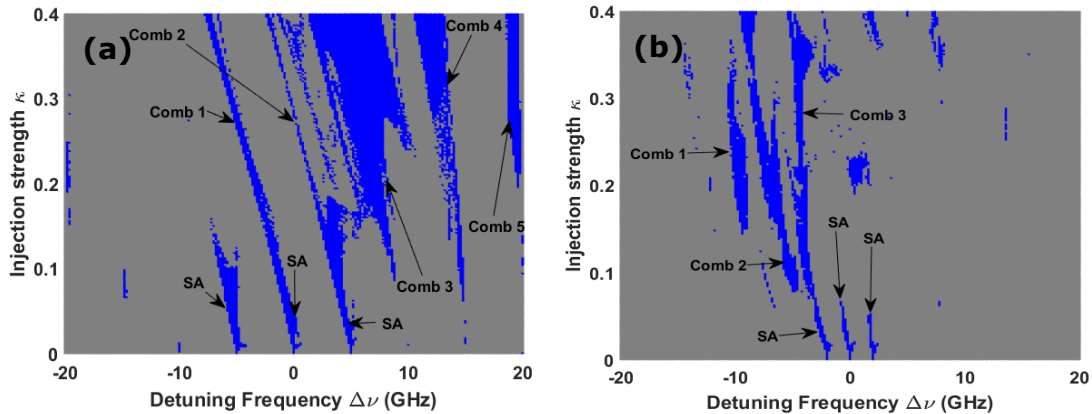 (a)
Comb 2
Comb 4
Comb 1
SA
SA
SA
Comb 3
Comb 5
0.4
0.3
0.2
0.1
0
-20
-10
0
10
20
Injection strength κ
Detuning Frequency Δν (GHz)
(b)
Comb 3
Comb 1
Comb 2
SA
SA
SA
0.4
0.3
0.2
0.1
0
-20
-10
0
10
20
Injection strength κ
Detuning Frequency Δν (GHz)